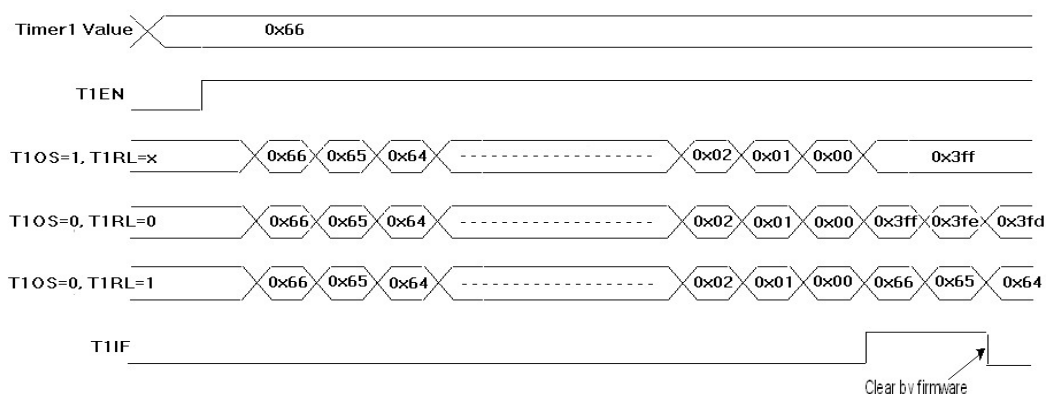 Timer1 Value 0x66
T1EN
T1OS=1, T1RL=x 0x66 0x65 0x64 0x02 0x01 0x00 0x3ff
T1OS=0, T1RL=0 0x66 0x65 0x64 0x02 0x01 0x00 0x3ff 0x3fe 0x3fd
T1OS=0, T1RL=1 0x66 0x65 0x64 0x02 0x01 0x00 0x66 0x65 0x64
T1IF
Clear by firmware